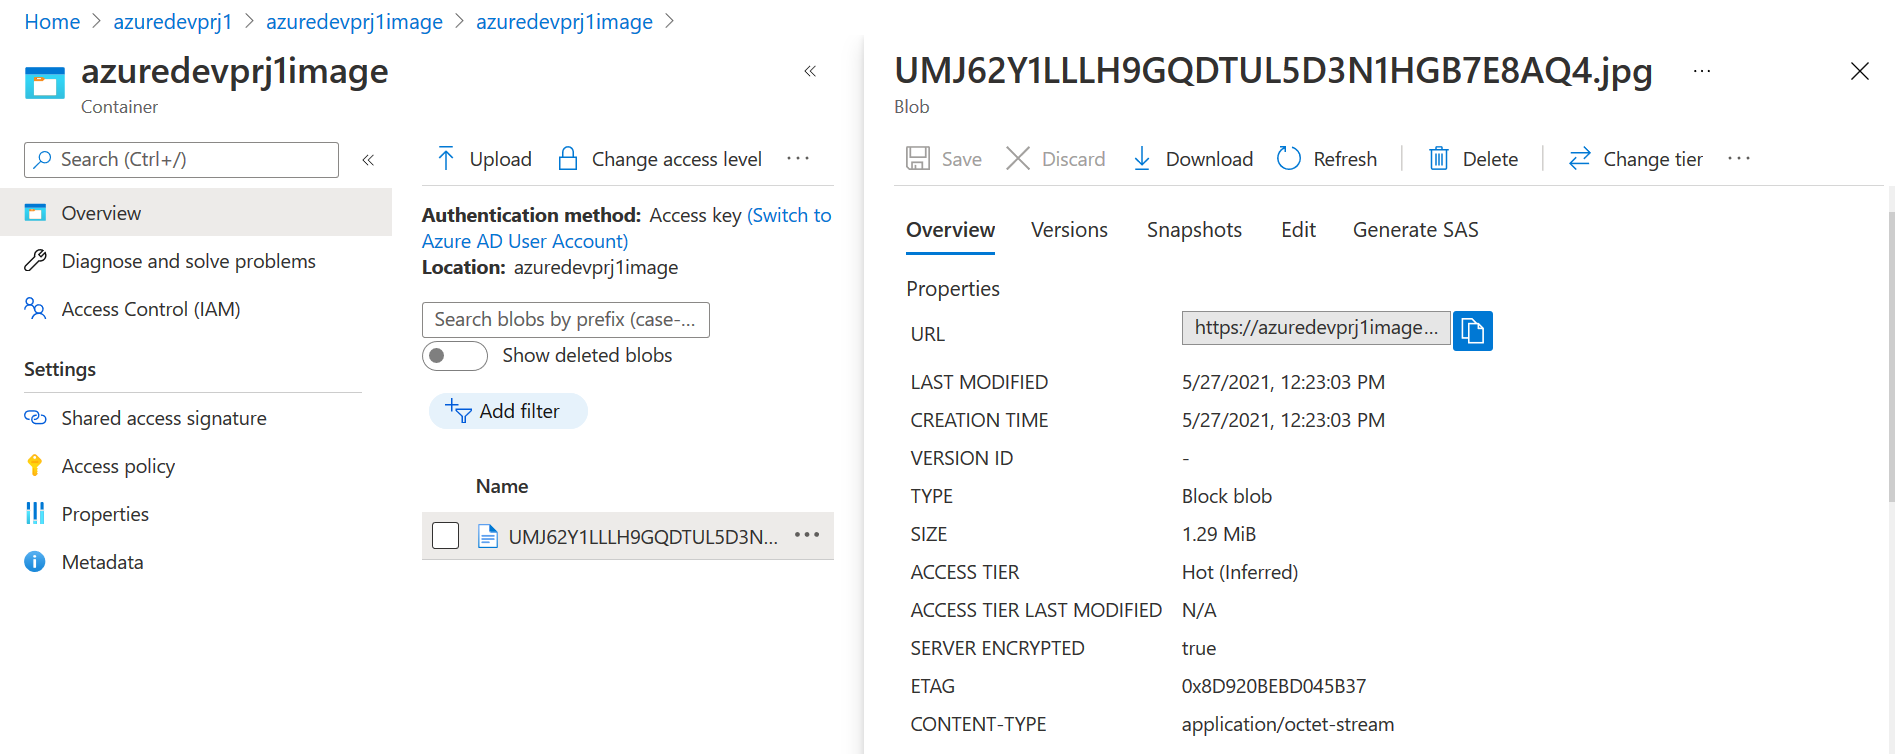 Home > azuredevprj1 > azuredevprj1image > azuredevprj1image >
azuredevprj1image
Container
Search (Ctrl+/)
Overview
Diagnose and solve problems
Access Control (IAM)
Settings
Shared access signature
Access policy
Properties
Metadata
Upload Change access level ...
Authentication method: Access key (Switch to
Azure AD User Account)
Location: azuredevprj1image
Search blobs by prefix (case-...
Show deleted blobs
Add filter
Name
UMJ62Y1LLLH9GQDTUL5D3N... ...
UMJ62Y1LLLH9GQDTUL5D3N1HGB7E8AQ4.jpg ...
Blob
Save Discard Download Refresh Delete Change tier ...
Overview Versions Snapshots Edit Generate SAS
Properties
URL https://azuredevprj1image...
LAST MODIFIED 5/27/2021, 12:23:03 PM
CREATION TIME 5/27/2021, 12:23:03 PM
VERSION ID -
TYPE Block blob
SIZE 1.29 MiB
ACCESS TIER Hot (Inferred)
ACCESS TIER LAST MODIFIED N/A
SERVER ENCRYPTED true
ETAG 0x8D920BEBD045B37
CONTENT-TYPE application/octet-stream